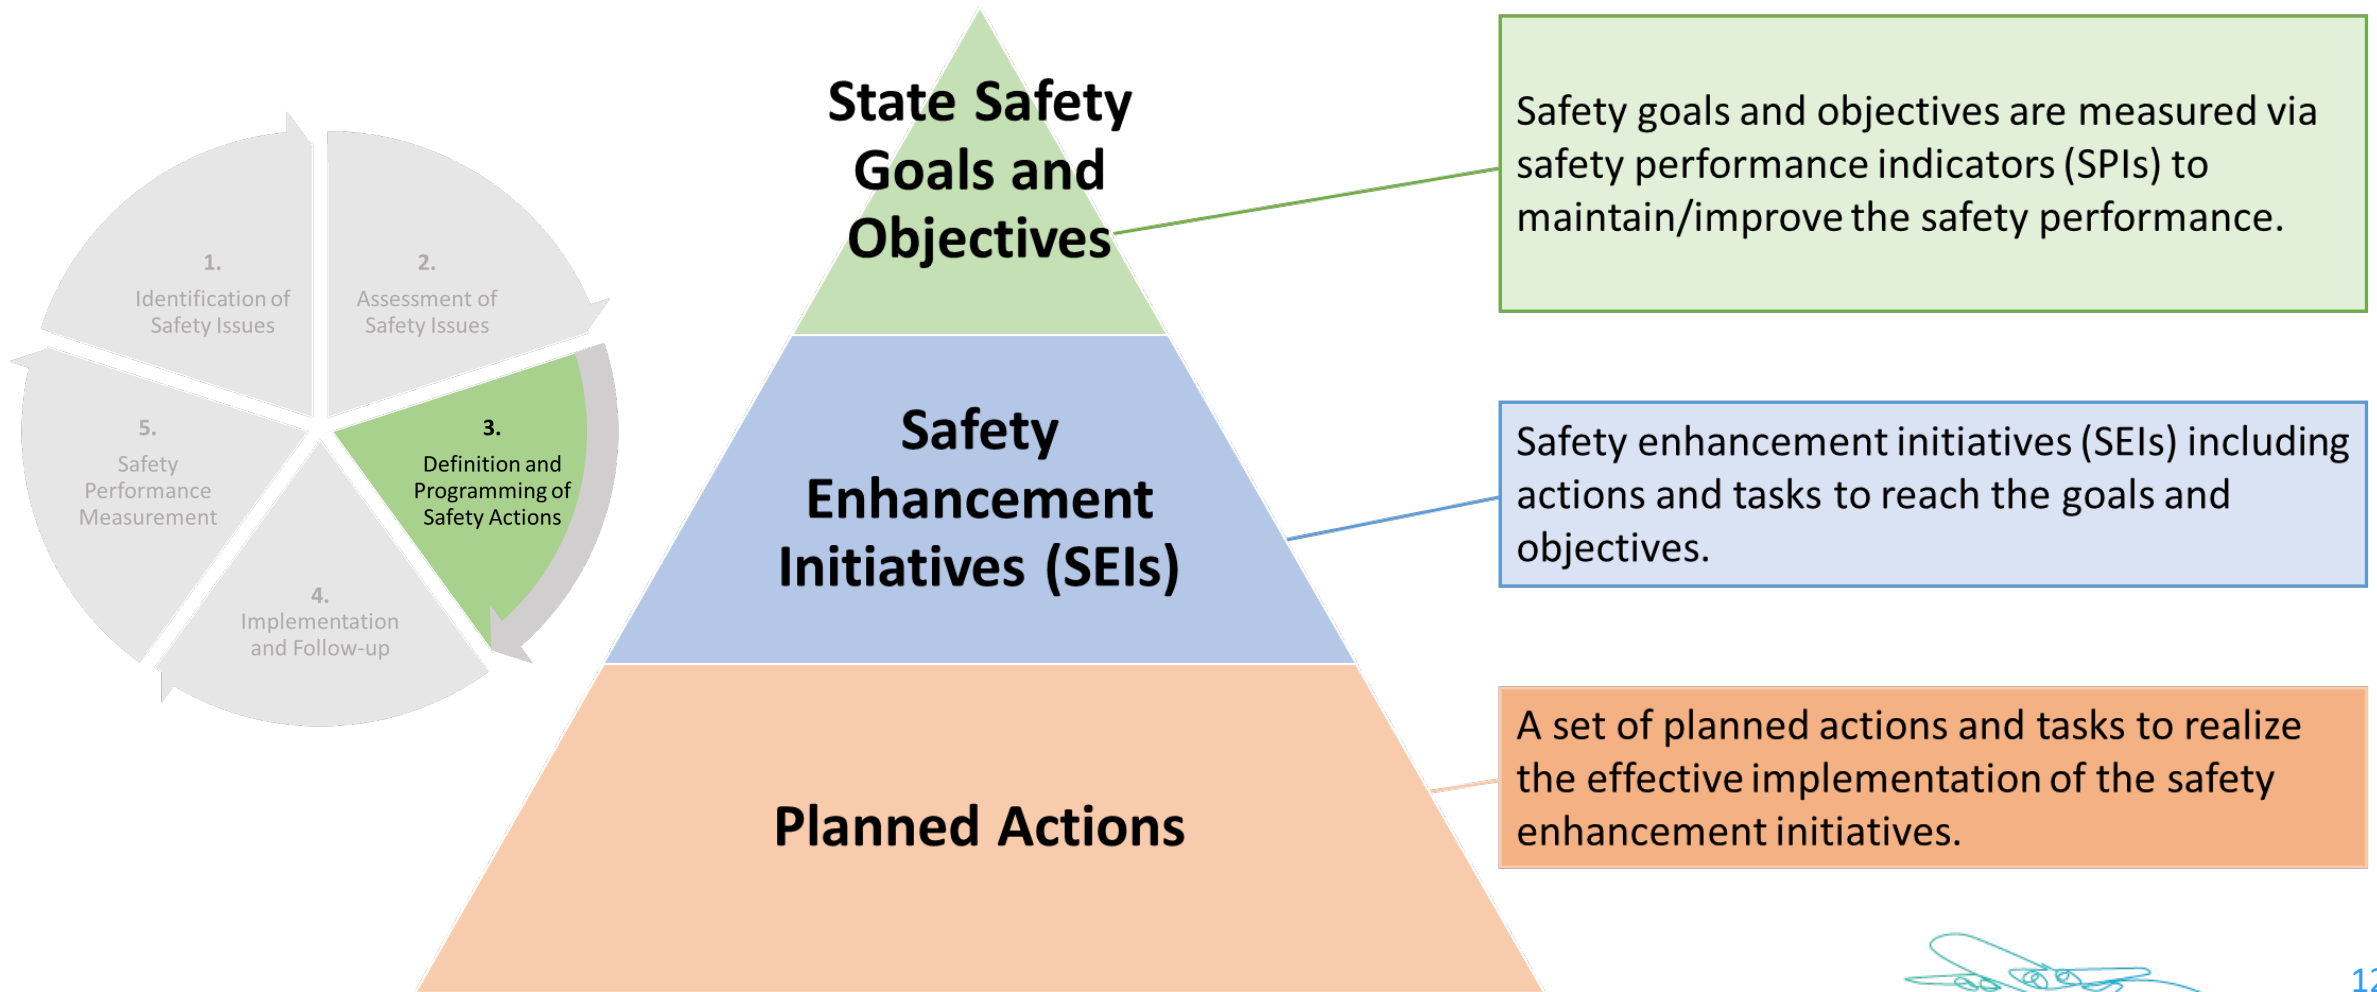 1.
Identification of
Safety Issues
2.
Assessment of
Safety Issues
3.
Definition and
Programming of
Safety Actions
4.
Implementation
and Follow-up
5.
Safety
Performance
Measurement
State Safety
Goals and
Objectives
Safety goals and objectives are measured via
safety performance indicators (SPIs) to
maintain/improve the safety performance.
Safety
Enhancement
Initiatives (SEIs)
Safety enhancement initiatives (SEIs) including
actions and tasks to reach the goals and
objectives.
Planned Actions
A set of planned actions and tasks to realize
the effective implementation of the safety
enhancement initiatives.
12